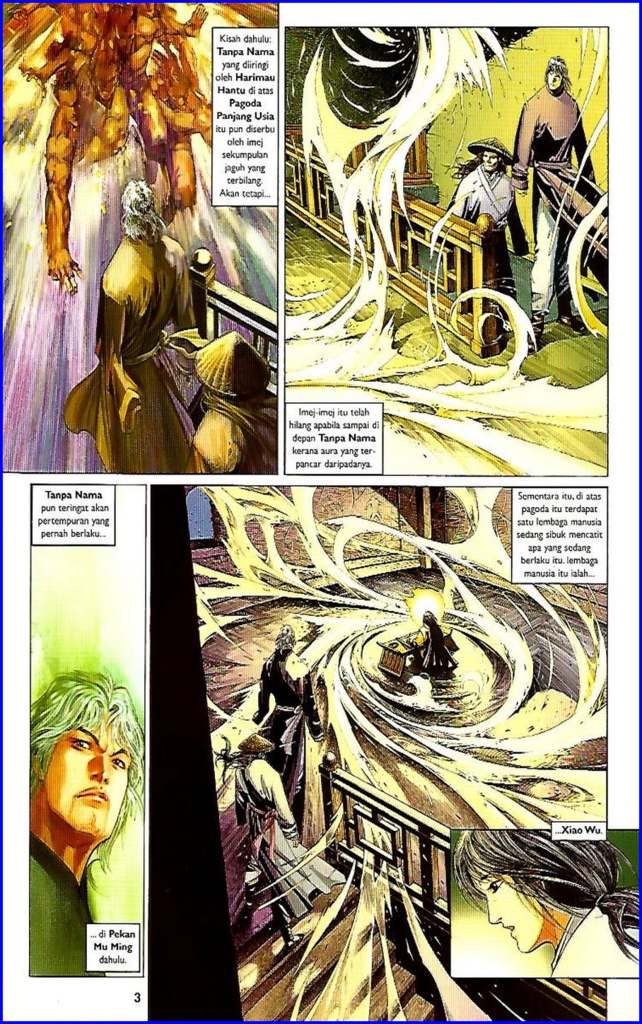 Kisah dahulu:
Tanpa Nama
yang diiringi
oleh Harimau
Hantu di atas
Pagoda
Panjang Usia
itu pun diserbu
oleh imej
sekumpulan
jaguh yang
terbilang.
Akan tetapi...
Imej-imej itu telah
hilang apabila sampai di
depan Tanpa Nama
kerana aura yang ter-
pancar daripadanya.
Tanpa Nama
pun teringat akan
pertempuran yang
pernah berlaku...
... di Pekan
Mu Ming
dahulu.
Sementara itu, di atas
pagoda itu terdapat
satu lembaga manusia
sedang sibuk mencatit
apa yang sedang
berlaku itu. lembaga
manusia itu ialah...
...Xiao Wu.
3